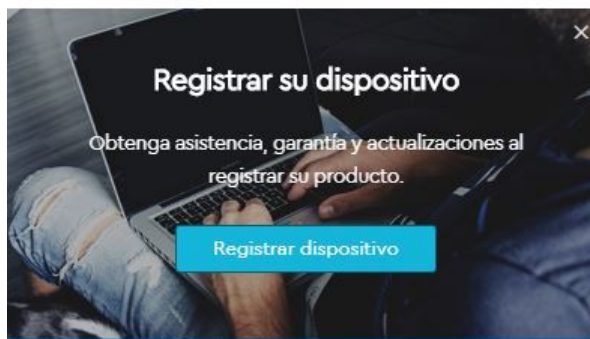 Registrar su dispositivo
Obtenga asistencia, garantía y actualizaciones al
registrar su producto.
Registrar dispositivo